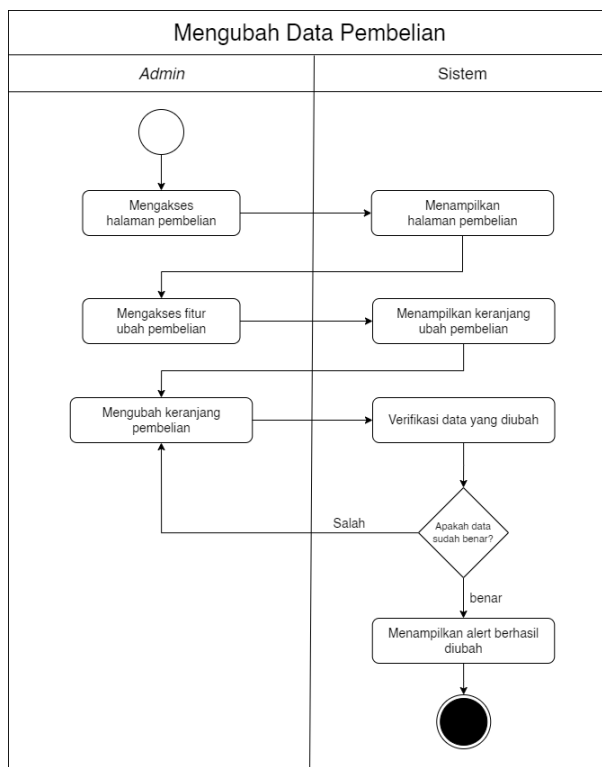 Mengubah Data Pembelian
Admin
Sistem
Mengakses
halaman pembelian
Menampilkan
halaman pembelian
Mengakses fitur
ubah pembelian
Menampilkan keranjang
ubah pembelian
Mengubah keranjang
pembelian
Verifikasi data yang diubah
Salah
Apakah data
sudah benar?
benar
Menampilkan alert berhasil
diubah